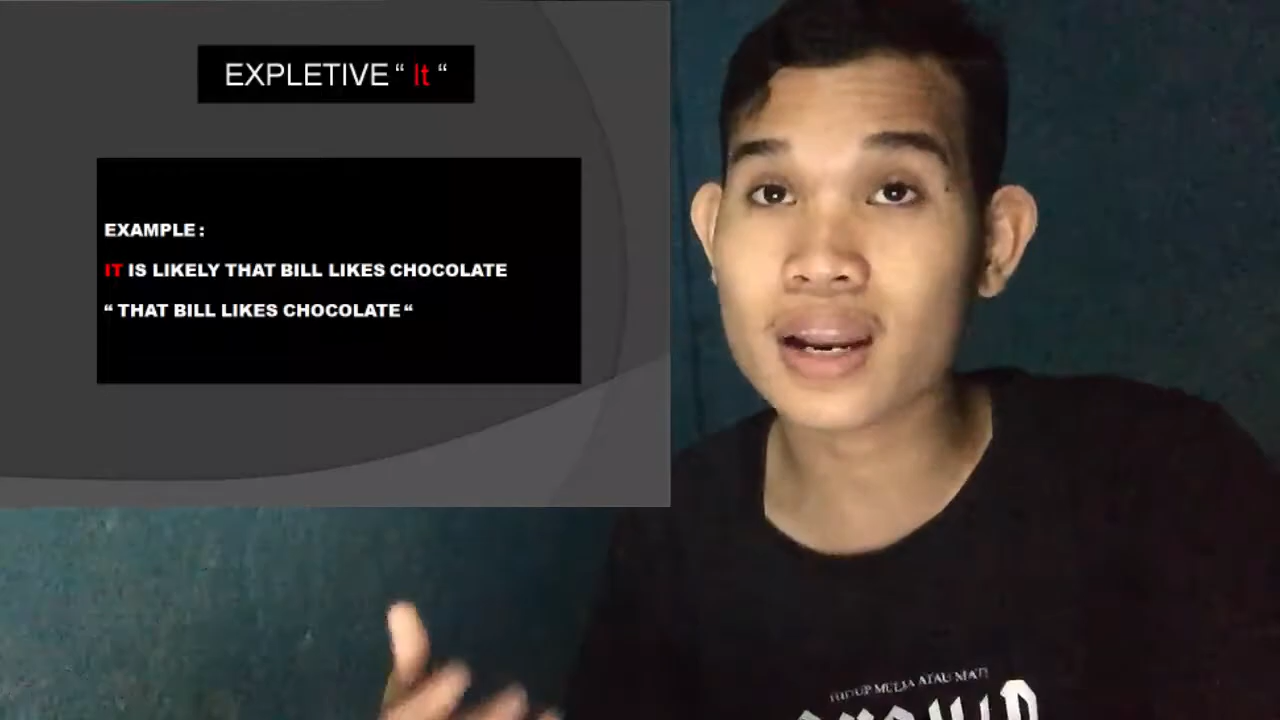 EXPLETIVE “ It “
EXAMPLE :
IT IS LIKELY THAT BILL LIKES CHOCOLATE
“ THAT BILL LIKES CHOCOLATE “
HIDUP MULIA ATAU MATI